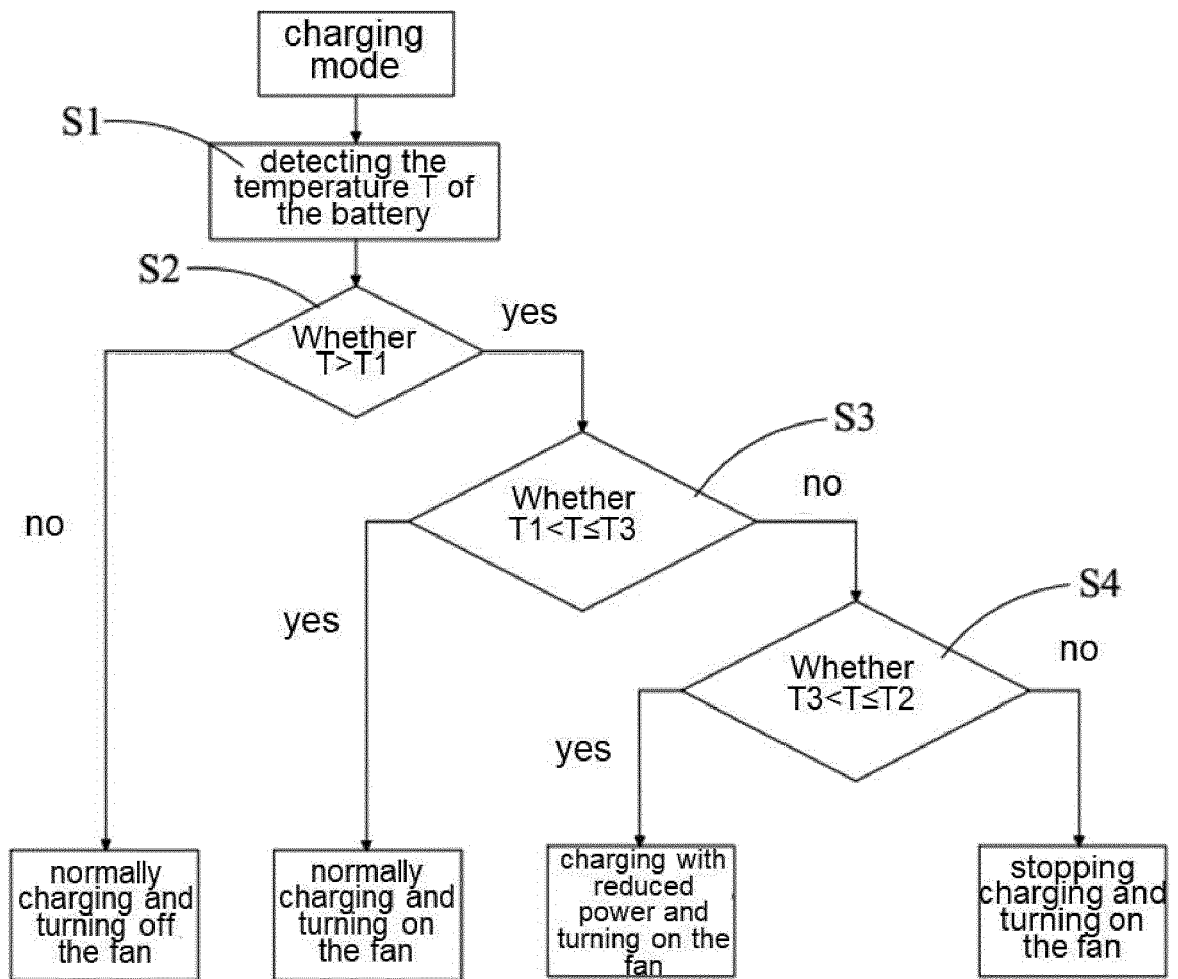 charging
mode
S1
detecting the
temperature T of
the battery
S2
Whether
T>T1
yes
no
S3
Whether
T1<T≤T3
no
yes
S4
Whether
T3<T≤T2
no
yes
normally
charging and
turning off
the fan
normally
charging and
turning on
the fan
charging with
reduced
power and
turning on the
fan
stopping
charging and
turning on
the fan